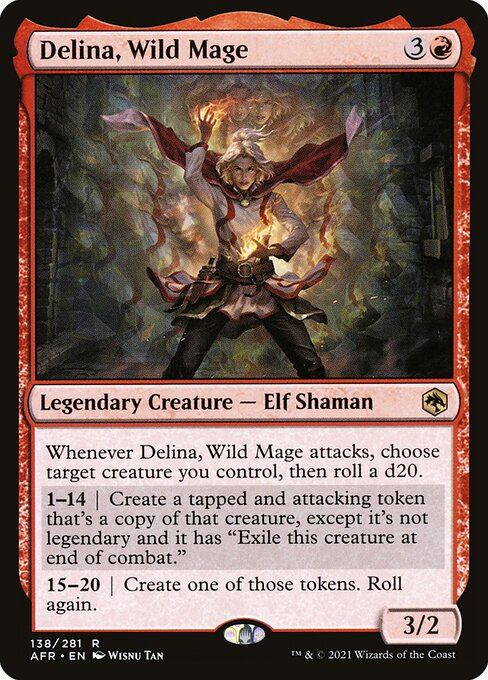 Delina, Wild Mage 3
Legendary Creature — Elf Shaman
Whenever Delina, Wild Mage attacks, choose
target creature you control, then roll a d20.
1–14 | Create a tapped and attacking token
that's a copy of that creature, except it's not
legendary and it has “Exile this creature at
end of combat.”
15–20 | Create one of those tokens. Roll
again.
3/2
138/281 R
AFR • EN Wisnu Tan
™ & © 2021 Wizards of the Coast